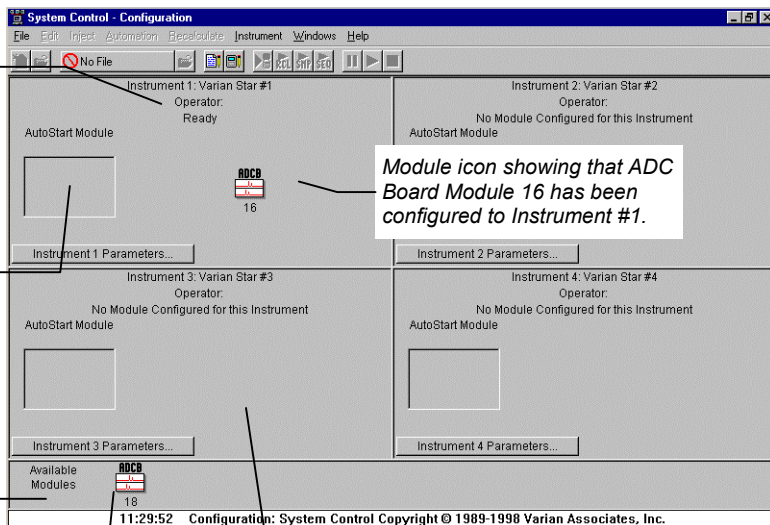 System Control - Configuration
File Edit Inject Automation Recalculate Instrument Windows Help
No File RCL SMP SEQ
Instrument 1: Varian Star #1
Operator:
Ready
AutoStart Module
ADCB
16
Instrument 1 Parameters...
Instrument 2: Varian Star #2
Operator:
No Module Configured for this Instrument
AutoStart Module
Module icon showing that ADC
Board Module 16 has been
configured to Instrument #1.
Instrument 2 Parameters...
Instrument 3: Varian Star #3
Operator:
No Module Configured for this Instrument
AutoStart Module
Instrument 3 Parameters...
Instrument 4: Varian Star #4
Operator:
No Module Configured for this Instrument
AutoStart Module
Instrument 4 Parameters...
Available
Modules
ADCB
18
11:29:52 Configuration: System Control Copyright © 1989-1998 Varian Associates, Inc.